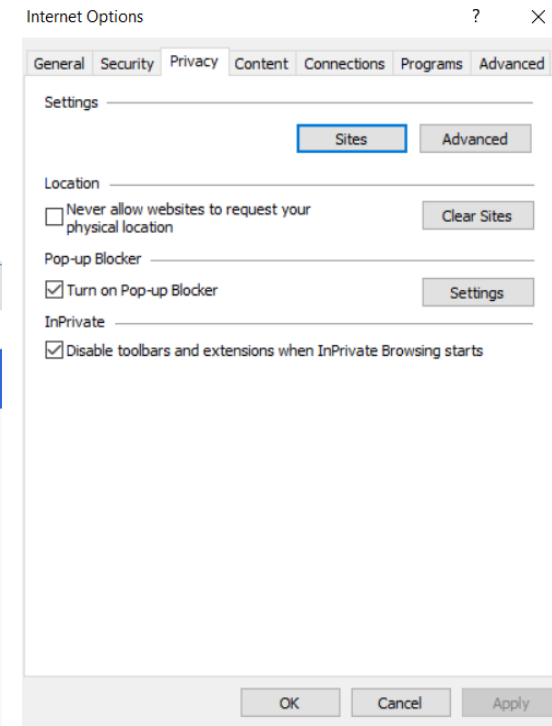 Internet Options ? ×
General Security Privacy Content Connections Programs Advanced
Settings
Sites Advanced
Location
Never allow websites to request your
physical location
Clear Sites
Pop-up Blocker
Turn on Pop-up Blocker Settings
InPrivate
Disable toolbars and extensions when InPrivate Browsing starts
OK Cancel Apply